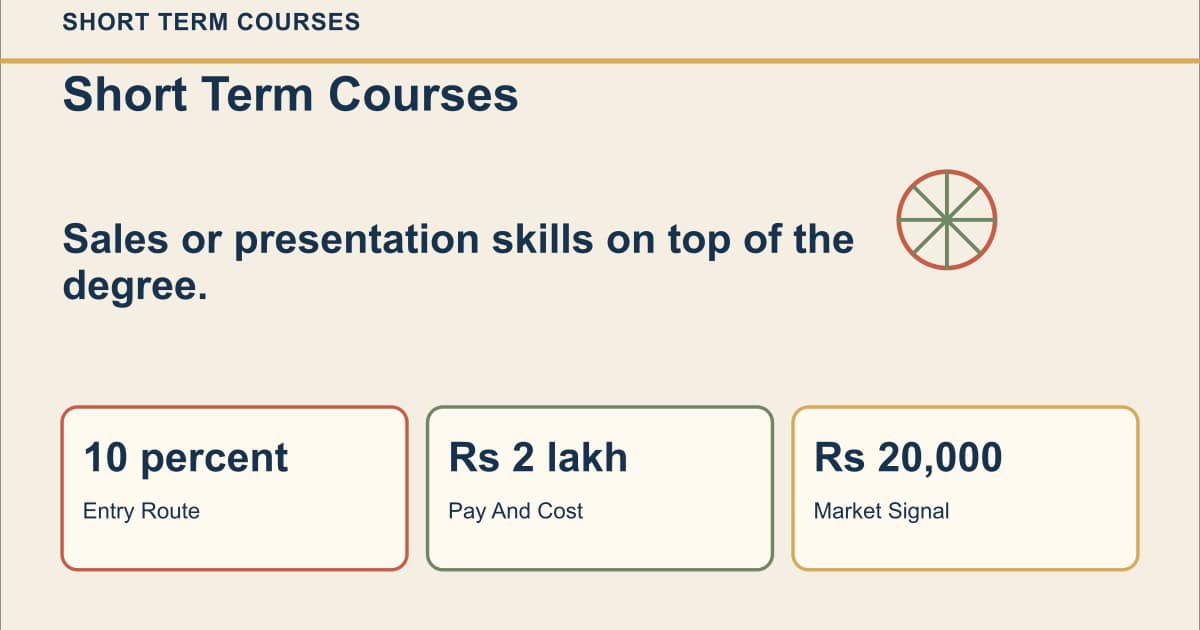 SHORT TERM COURSES
Short Term Courses
Sales or presentation skills on top of the
degree.
10 percent
Entry Route
Rs 2 lakh
Pay And Cost
Rs 20,000
Market Signal